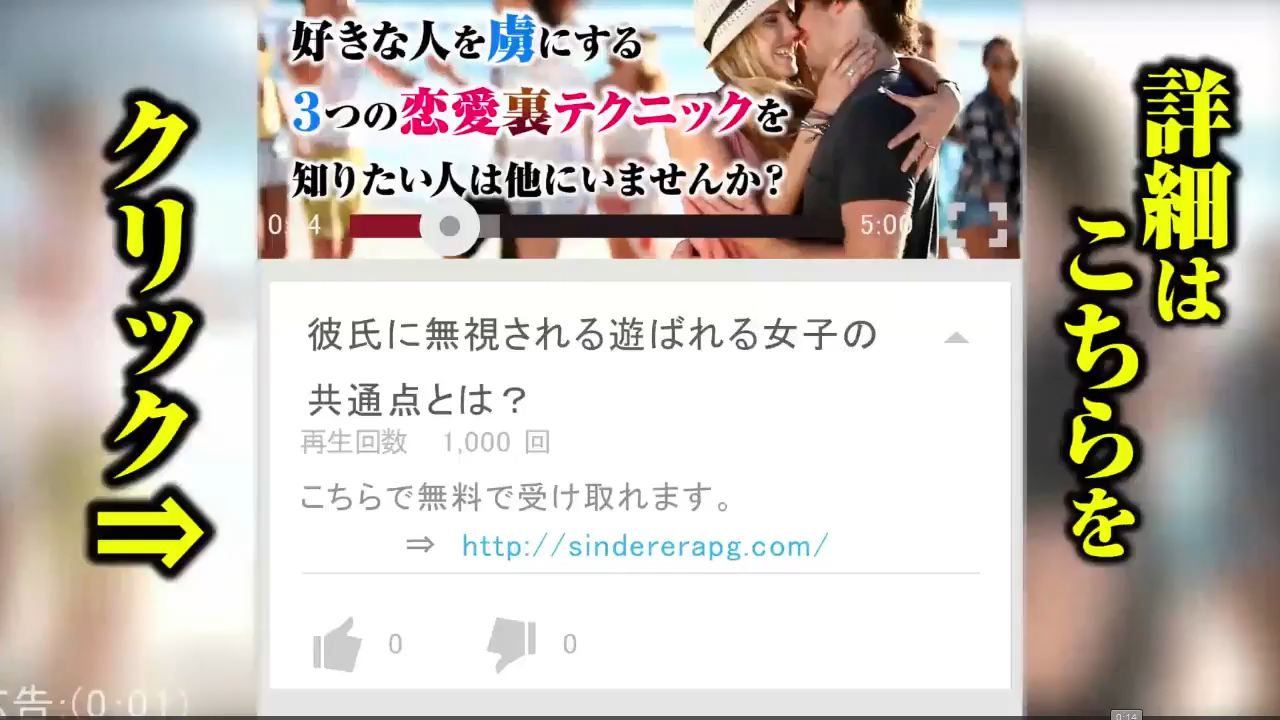 好きな人を虜にする
3つの恋愛裏テクニックを
知りたい人は他にいませんか?
5:00
詳細は
こちらを
クリック⇒
彼氏に無視される遊ばれる女子の
共通点とは？
再生回数 1,000 回
こちらで無料で受け取れます。
⇒ http://sindererapg.com/
0 0
広告:(0:01)
0:14